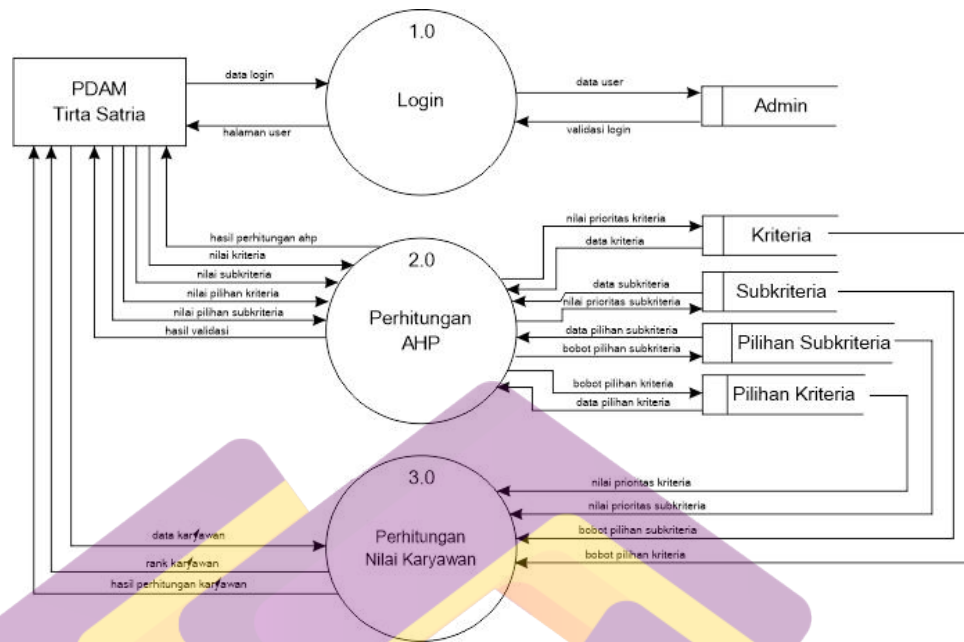 1.0
Login
PDAM
Tirta Satria
data login
halaman user
data user
validasi login
Admin
hasil perhitungan ahp
nilai kriteria
nilai subkriteria
nilai pilihan kriteria
nilai pilihan subkriteria
hasil validasi
2.0
Perhitungan
AHP
nilai prioritas kriteria
data kriteria
Kriteria
data subkriteria
nilai prioritas subkriteria
Subkriteria
data pilihan subkriteria
bobot pilihan subkriteria
Pilihan Subkriteria
bobot pilihan kriteria
data pilihan kriteria
Pilihan Kriteria
3.0
Perhitungan
Nilai Karyawan
nilai prioritas kriteria
nilai prioritas subkriteria
bobot pilihan subkriteria
bobot pilihan kriteria
data karyawan
rank karyawan
hasil perhitungan karyawan